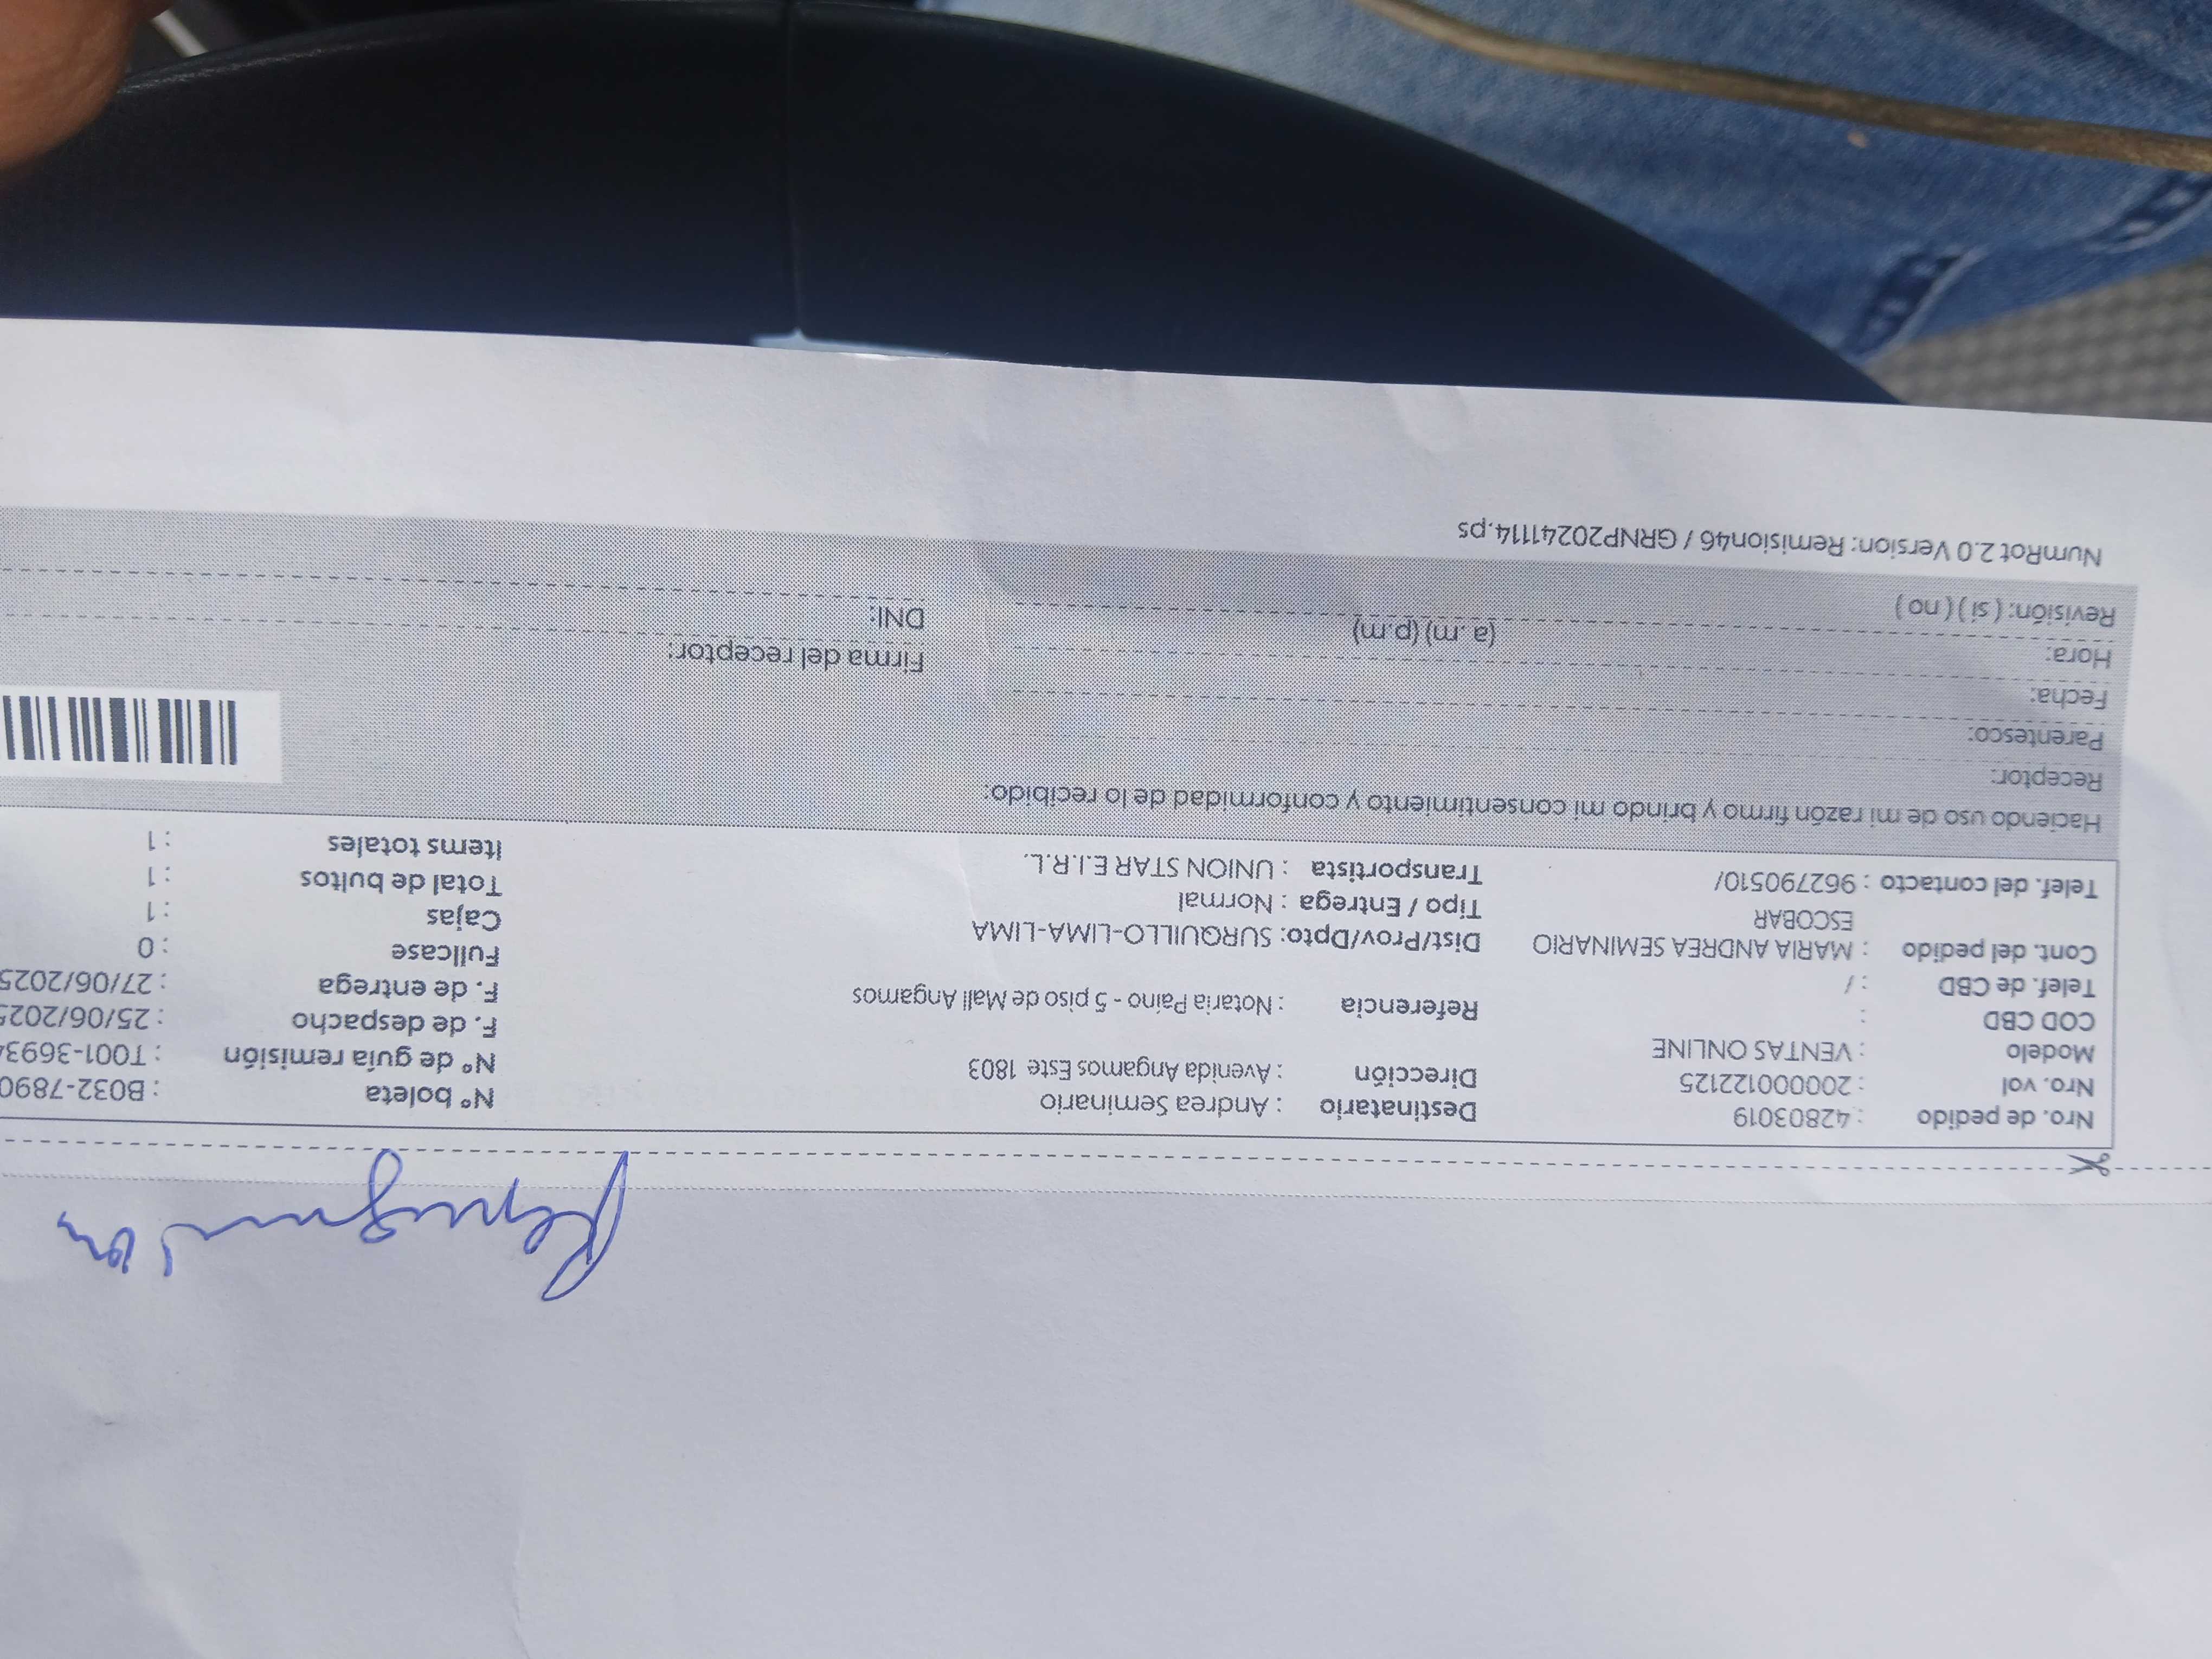 Reprogramación
Nro. de pedido : 42803019 Destinatario : Andrea Seminario N° boleta : B032-7890
Nro. vol : 200000122125 Dirección : Avenida Angamos Este 1803 N° de guía remisión : T001-36934
Modelo : VENTAS ONLINE F. de despacho : 25/06/2025
COD CBD : Referencia : Notaria Paino - 5 piso de Mall Angamos F. de entrega : 27/06/2025
Telef. de CBD : / Fullcase : 0
Cont. del pedido : MARIA ANDREA SEMINARIO ESCOBAR Dist/Prov/Dpto: SURQUILLO-LIMA-LIMA Cajas : 1
Tipo / Entrega : Normal Total de bultos : 1
Telef. del contacto : 962790510/ Transportista : UNION STAR E.I.R.L. Items totales : 1
Haciendo uso de mi razón firmo y brindo mi consentimiento y conformidad de lo recibido:
Receptor:
Parentesco:
Fecha: Firma del receptor:
Hora: (a. m) (p.m) DNI:
Revisión: ( si ) ( no )
NumRot 2.0 Version: Remision46 / GRNP20241114.ps